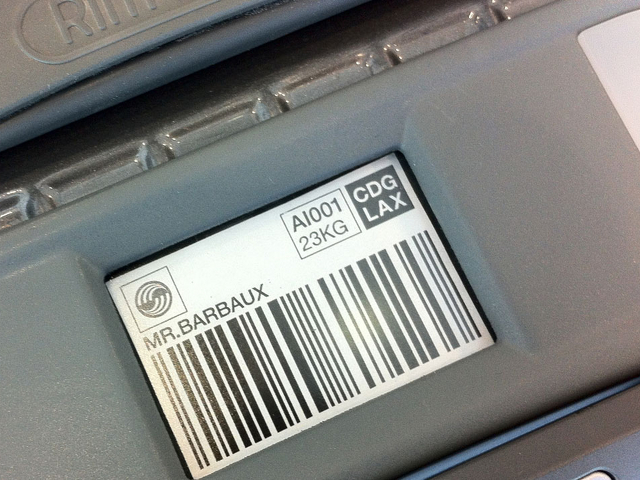 AI001
23KG
CDG
LAX
MR.BARBAUX